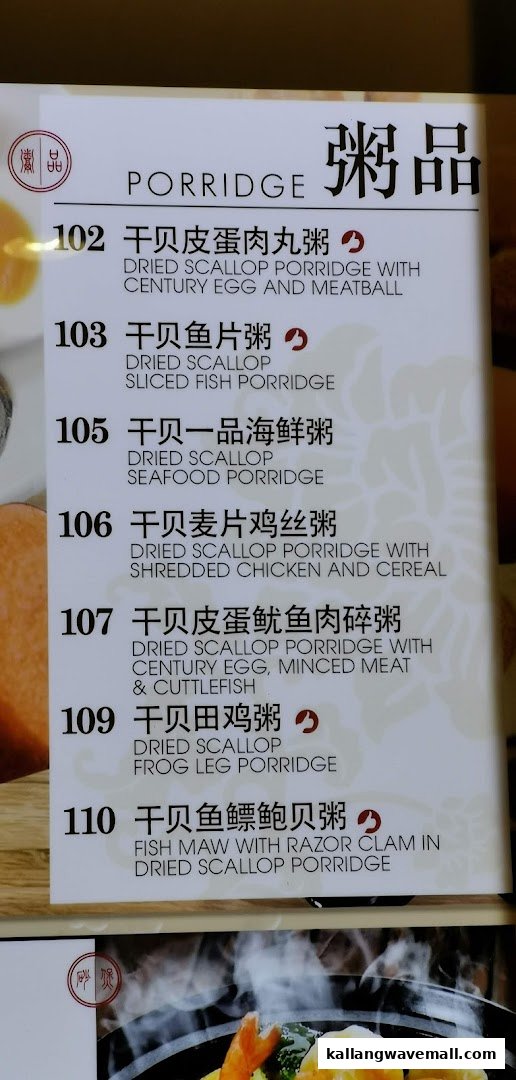 品
PORRIDGE 粥品
102 干贝皮蛋肉丸粥
DRIED SCALLOP PORRIDGE WITH
CENTURY EGG AND MEATBALL
103 干贝鱼片粥
DRIED SCALLOP
SLICED FISH PORRIDGE
105 干贝一品海鲜粥
DRIED SCALLOP
SEAFOOD PORRIDGE
106 干贝麦片鸡丝粥
DRIED SCALLOP PORRIDGE WITH
SHREDDED CHICKEN AND CEREAL
107 干贝皮蛋鱿鱼肉碎粥
DRIED SCALLOP PORRIDGE WITH
CENTURY EGG, MINCED MEAT
& CUTTLEFISH
109 干贝田鸡粥
DRIED SCALLOP
FROG LEG PORRIDGE
110 干贝鱼鳔鲍贝粥
FISH MAW WITH RAZOR CLAM IN
DRIED SCALLOP PORRIDGE
砂煲
kallangwavemall.com